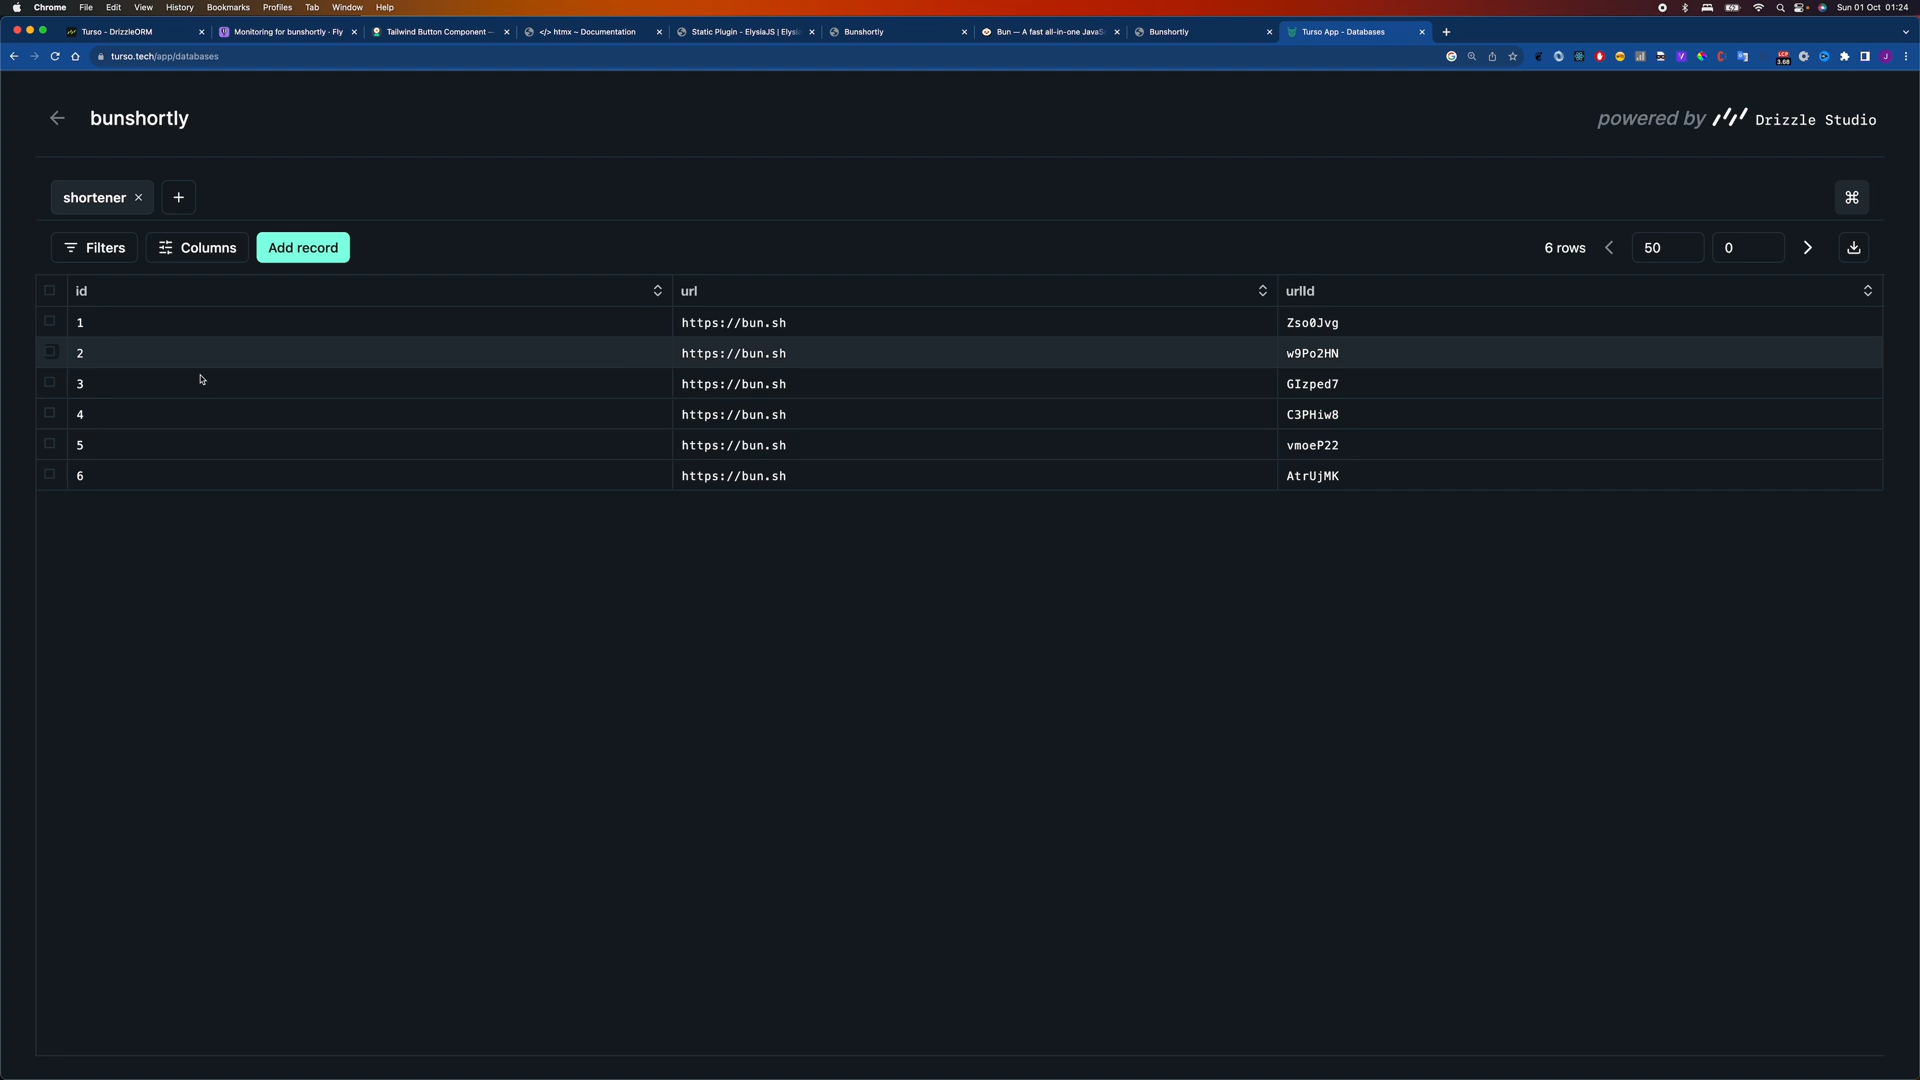 Chrome File Edit View History Bookmarks Profiles Tab Window Help Sun 01 Oct 01:24
Turso - DrizzleORM Monitoring for bunshortly · Fly Tailwind Button Component — </> htmx ~ Documentation Static Plugin - ElysiaJS | Elysia Bunshortly Bun — A fast all-in-one JavaS Bunshortly Turso App - Databases
turso.tech/app/databases
LCP
3.68
bunshortly powered by Drizzle Studio
shortener
Filters Columns Add record 6 rows 50 0
id url urlId
1 https://bun.sh Zso0Jvg
2 https://bun.sh w9Po2HN
3 https://bun.sh GIzped7
4 https://bun.sh C3PHiw8
5 https://bun.sh vmoeP22
6 https://bun.sh AtrUjMK